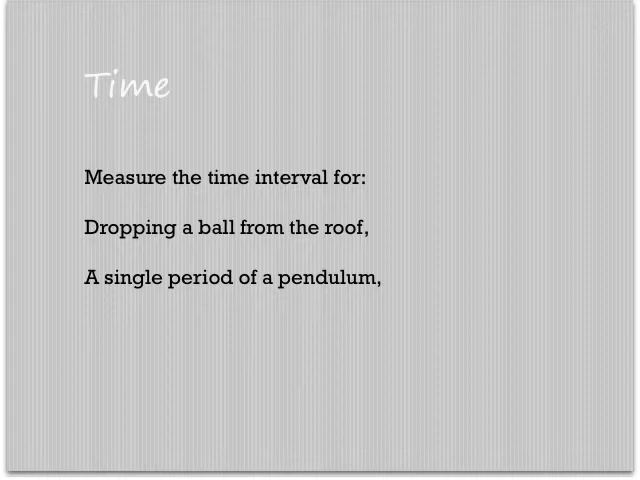 Time
Measure the time interval for:
Dropping a ball from the roof,
A single period of a pendulum,